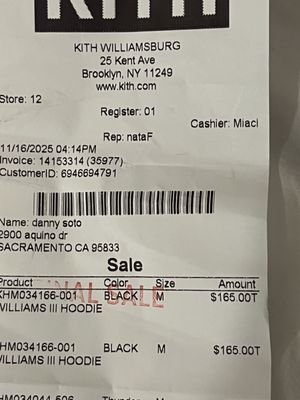 KITH
KITH WILLIAMSBURG
25 Kent Ave
Brooklyn, NY 11249
www.kith.com
Store: 12
Register: 01
Cashier: Miacl
Rep: nataF
11/16/2025 04:14PM
Invoice: 14153314 (35977)
CustomerID: 6946694791
Name: danny soto
2900 aquino dr
SACRAMENTO CA 95833
Sale
Product Color Size Amount
KHM034166-001 BLACK M $165.00T
WILLIAMS III HOODIE
FINAL SALE
HM034166-001 BLACK M $165.00T
WILLIAMS III HOODIE